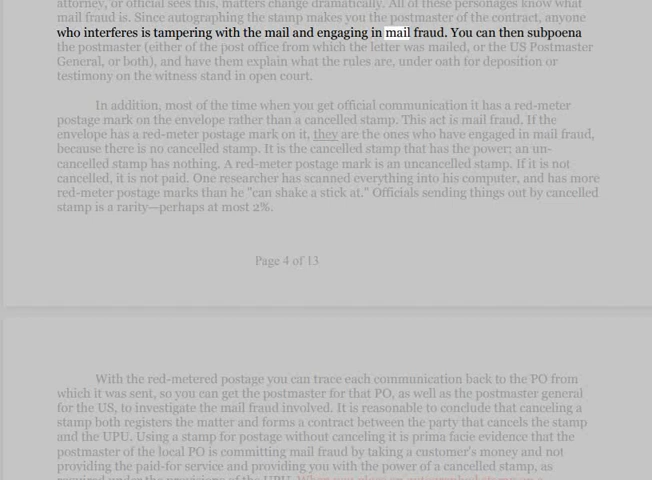 attorney, or official sees this, matters change dramatically. All of these personages know what
mail fraud is. Since autographing the stamp makes you the postmaster of the contract, anyone
who interferes is tampering with the mail and engaging in mail fraud. You can then subpoena
the postmaster (either of the post office from which the letter was mailed, or the US Postmaster
General, or both), and have them explain what the rules are, under oath for deposition or
testimony on the witness stand in open court.
In addition, most of the time when you get official communication it has a red-meter
postage mark on the envelope rather than a cancelled stamp. This act is mail fraud. If the
envelope has a red-meter postage mark on it, they are the ones who have engaged in mail fraud,
because there is no cancelled stamp. It is the cancelled stamp that has the power; an un-
cancelled stamp has nothing. A red-meter postage mark is an uncancelled stamp. If it is not
cancelled, it is not paid. One researcher has scanned everything into his computer, and has more
red-meter postage marks than he "can shake a stick at." Officials sending things out by cancelled
stamp is a rarity—perhaps at most 2%.
Page 4 of 13
With the red-metered postage you can trace each communication back to the PO from
which it was sent, so you can get the postmaster for that PO, as well as the postmaster general
for the US, to investigate the mail fraud involved. It is reasonable to conclude that canceling a
stamp both registers the matter and forms a contract between the party that cancels the stamp
and the UPU. Using a stamp for postage without canceling it is prima facie evidence that the
postmaster of the local PO is committing mail fraud by taking a customer's money and not
providing the paid-for service and providing you with the power of a cancelled stamp, as
required under the provisions of the UPU. When you place an autographed stamp on a